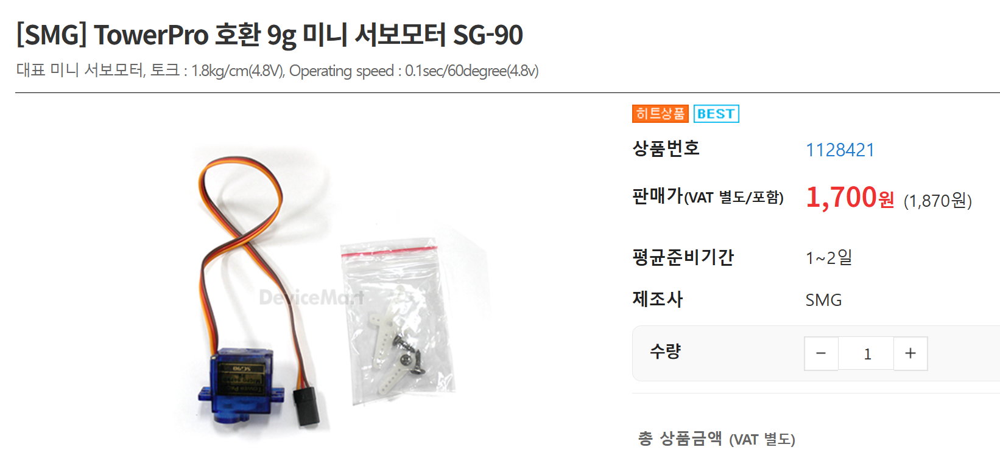 [SMG] TowerPro 호환 9g 미니 서보모터 SG-90
대표 미니 서보모터, 토크 : 1.8kg/cm(4.8V), Operating speed : 0.1sec/60degree(4.8v)
히트상품 BEST
상품번호 1128421
판매가(VAT 별도/포함) 1,700원 (1,870원)
평균준비기간 1~2일
제조사 SMG
수량 − 1 +
총 상품금액 (VAT 별도)
DeviceMart
SG90
Micro servo